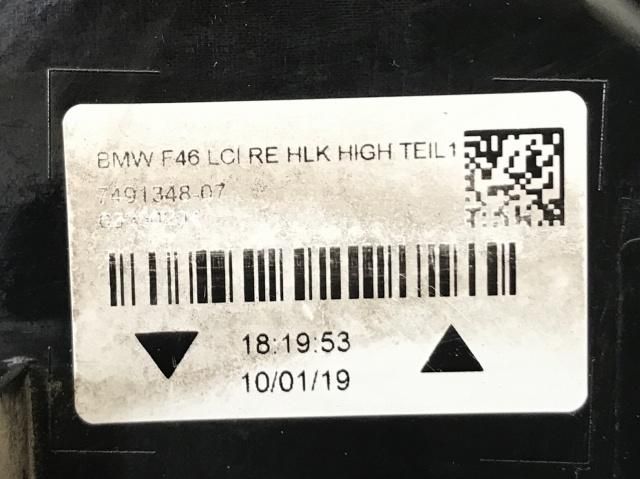 BMW F46 LCI RE HLK HIGH TEIL1
7491348-07
18:19:53
10/01/19